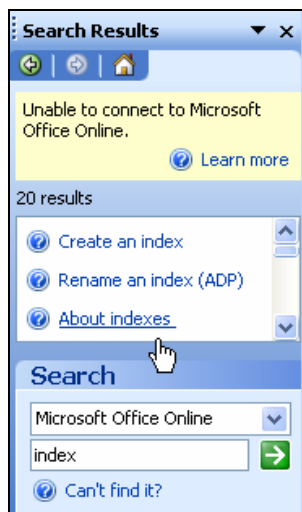 Search Results
Unable to connect to Microsoft
Office Online.
Learn more
20 results
Create an index
Rename an index (ADP)
About indexes
Search
Microsoft Office Online
index
Can't find it?